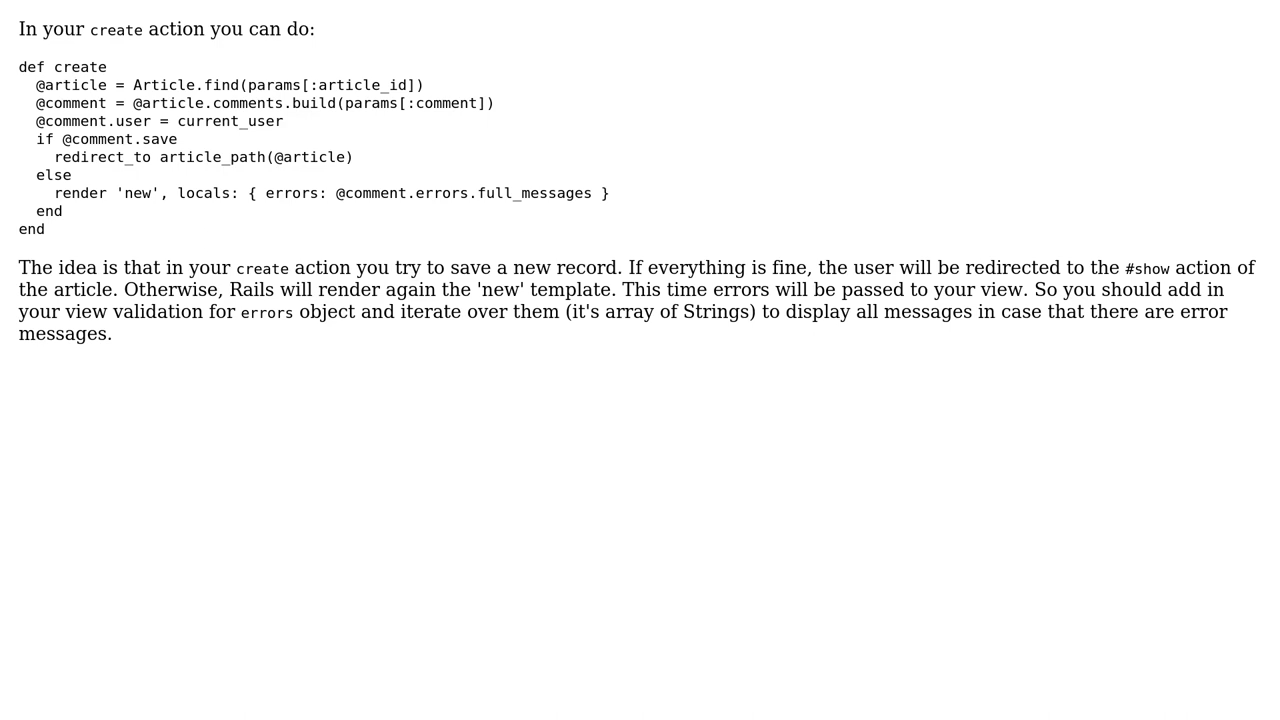 In your create action you can do:
def create
  @article = Article.find(params[:article_id])
  @comment = @article.comments.build(params[:comment])
  @comment.user = current_user
  if @comment.save
    redirect_to article_path(@article)
  else
    render 'new', locals: { errors: @comment.errors.full_messages }
  end
end
The idea is that in your create action you try to save a new record. If everything is fine, the user will be redirected to the #show action of
the article. Otherwise, Rails will render again the 'new' template. This time errors will be passed to your view. So you should add in
your view validation for errors object and iterate over them (it's array of Strings) to display all messages in case that there are error
messages.